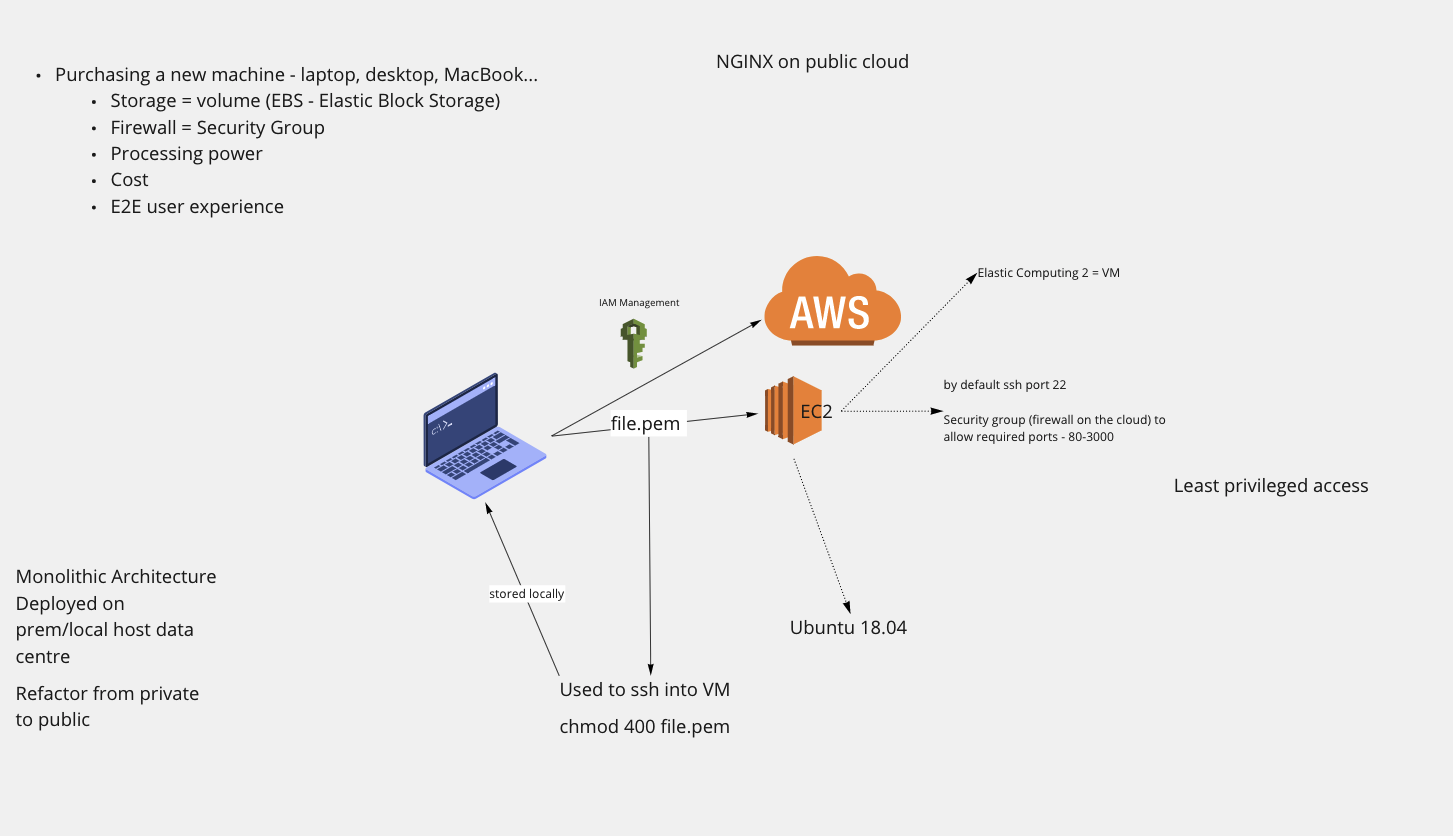 NGINX on public cloud
• Purchasing a new machine - laptop, desktop, MacBook...
• Storage = volume (EBS - Elastic Block Storage)
• Firewall = Security Group
• Processing power
• Cost
• E2E user experience
AWS
Elastic Computing 2 = VM
IAM Management
by default ssh port 22
EC2
file.pem
Security group (firewall on the cloud) to
allow required ports - 80-3000
C:\ >_
Least privileged access
Monolithic Architecture
Deployed on
prem/local host data
centre
Refactor from private
to public
stored locally
Ubuntu 18.04
Used to ssh into VM
chmod 400 file.pem